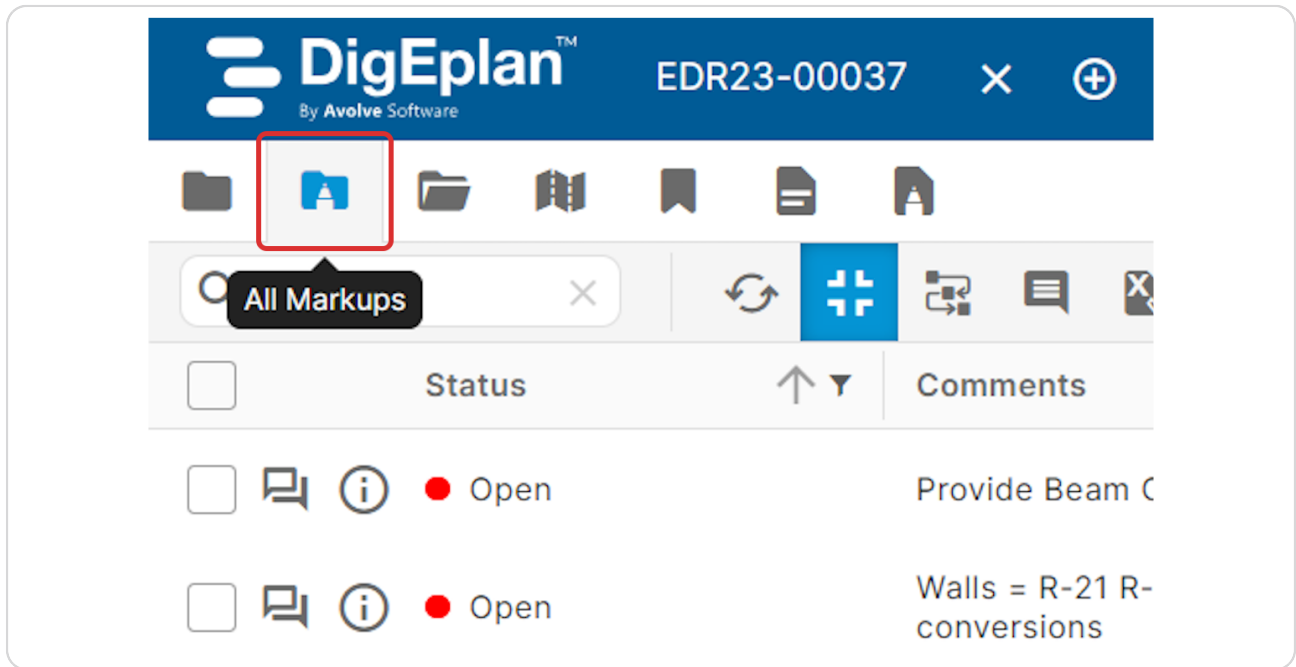 DigEplan™
By Avolve Software
EDR23-00037
All Markups
Status
Comments
Open
Provide Beam
Open
Walls = R-21 R-
conversions